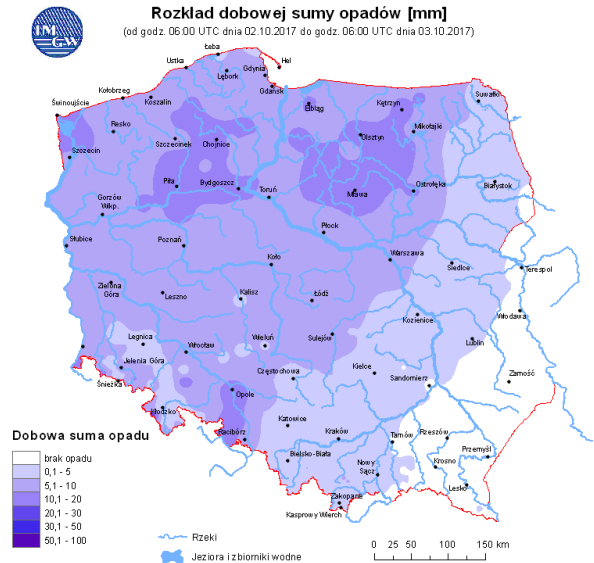 Rozkład dobowej sumy opadów [mm]
(od godz. 06:00 UTC dnia 02.10.2017 do godz. 06:00 UTC dnia 03.10.2017)
IM
GW
Łeba
Ustka
Gdynia
Hel
Lębork
Gdańsk
Kołobrzeg
Koszalin
Świnoujście
Elbląg
Kętrzyn
Suwałki
Resko
Szczecinek
Chojnice
Olsztyn
Mikołajki
Szczecin
Piła
Bydgoszcz
Toruń
Mława
Ostrołęka
Białystok
Gorzów
Wlkp.
Płock
Słubice
Poznań
Koło
Warszawa
Siedlce
Terespol
Zielona
Góra
Leszno
Kalisz
Łódź
Kozienice
Włodawa
Legnica
Wrocław
Wieluń
Sulejów
Lublin
Jelenia Góra
Śnieżka
Częstochowa
Kielce
Sandomierz
Zamość
Opole
Kłodzko
Racibórz
Katowice
Kraków
Tarnów
Rzeszów
Przemyśl
Bielsko-Biała
Nowy
Sącz
Krosno
Lesko
Zakopane
Kasprowy Wierch
Dobowa suma opadu
brak opadu
0,1 - 5
5,1 - 10
10,1 - 20
20,1 - 30
30,1 - 50
50,1 - 100
Rzeki
Jeziora i zbiorniki wodne
0 25 50 100 150 km